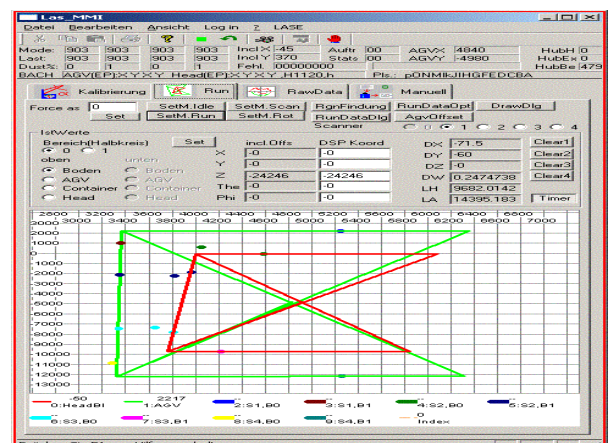 Las_MMI
Datei Bearbeiten Ansicht Log in ? LASE
Mode: 903 903 903 903 Incl X -45 Auftr 00 AGVX 4840 HubH 0
Last: 903 903 903 903 Incl Y 370 Stats 00 AGVY -4980 HubEx 0
Dust%: 0 1 0 0 Fehl. 00000000 HubBe 479
BACH AGV(EP):XYXY Head(EP):XYXY ,H1120,h Pls.: pONMlkJIHGFEDCBA
Kalibrierung Run RawData Manuell
Force as 0 SetM.Idle SetM.Scan RgnFindung RunDataOpt DrawDlg
Set SetM.Run SetM.Rot RunDataDlg AgvOffset
Scanner 0 1 2 3 4
IstWerte
Bereich(Halbkreis) Set incl.Offs DSP Koord DX -71.5 Clear1
0 1 X -0 -0 DY -60 Clear2
oben unten Y -0 -0 DZ -0 Clear3
Boden Boden Z -24246 -24246 DW 0.2474738 Clear4
AGV AGV
Container Container The -0 -0 LH 9682.0142
Head Head Phi -0 -0 LA 14395.183 Timer
2600 3200 3600 4000 4400 4800 5200 5600 6000 6600
3000 3400 3800 4200 4600 5000 5400 5800 6200 7000
2000
1000
0
-1000
-2000
-3000
-4000
-5000
-7000
-8000
-9000
10000
11000
12000
13000
-60 2217 0
0:HeadBl 1:AGV 2:S1,B0 3:S1,B1 4:S2,B0 5:S2,B1
6:S3,B0 7:S3,B1 8:S4,B0 9:S4,B1 Index